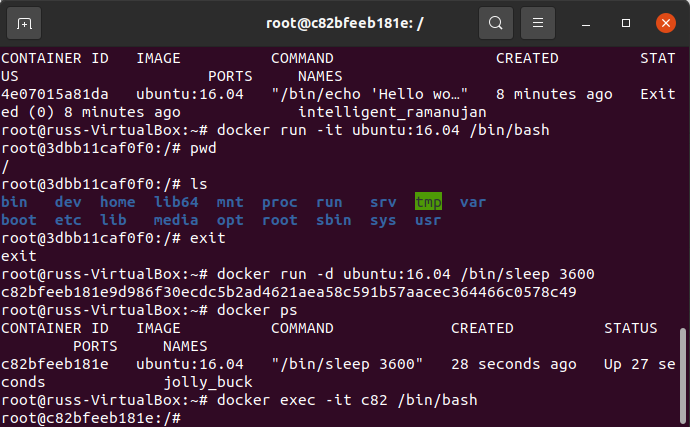 root@c82bfeeb181e: /
CONTAINER ID   IMAGE          COMMAND                  CREATED         STAT
US                     PORTS     NAMES
4e07015a81da   ubuntu:16.04   "/bin/echo 'Hello wo…"   8 minutes ago   Exit
ed (0) 8 minutes ago             intelligent_ramanujan
root@russ-VirtualBox:~# docker run -it ubuntu:16.04 /bin/bash
root@3dbb11caf0f0:/# pwd
/
root@3dbb11caf0f0:/# ls
bin   dev  home  lib64  mnt  proc  run   srv  tmp  var
boot  etc  lib   media  opt  root  sbin  sys  usr
root@3dbb11caf0f0:/# exit
exit
root@russ-VirtualBox:~# docker run -d ubuntu:16.04 /bin/sleep 3600
c82bfeeb181e9d986f30ecdc5b2ad4621aea58c591b57aacec364466c0578c49
root@russ-VirtualBox:~# docker ps
CONTAINER ID   IMAGE          COMMAND             CREATED          STATUS
        PORTS     NAMES
c82bfeeb181e   ubuntu:16.04   "/bin/sleep 3600"   28 seconds ago   Up 27 se
conds             jolly_buck
root@russ-VirtualBox:~# docker exec -it c82 /bin/bash
root@c82bfeeb181e:/#